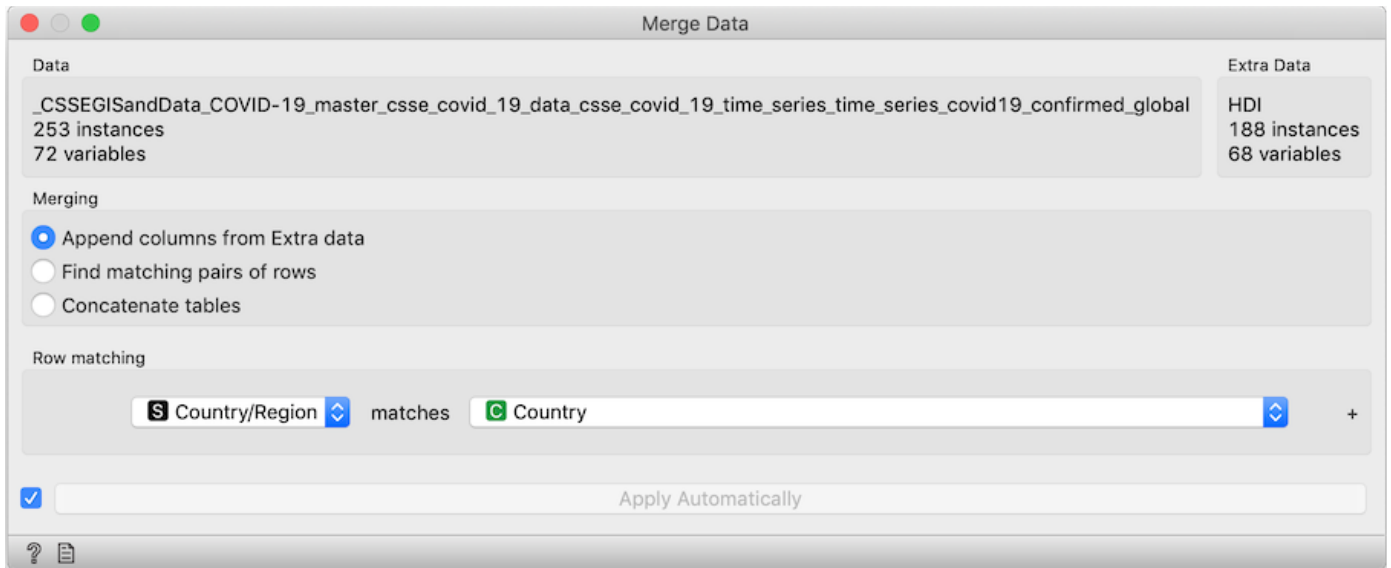 Merge Data
Data
_CSSEGISandData_COVID-19_master_csse_covid_19_data_csse_covid_19_time_series_time_series_covid19_confirmed_global
253 instances
72 variables
Extra Data
HDI
188 instances
68 variables
Merging
Append columns from Extra data
Find matching pairs of rows
Concatenate tables
Row matching
S Country/Region matches C Country +
Apply Automatically
?